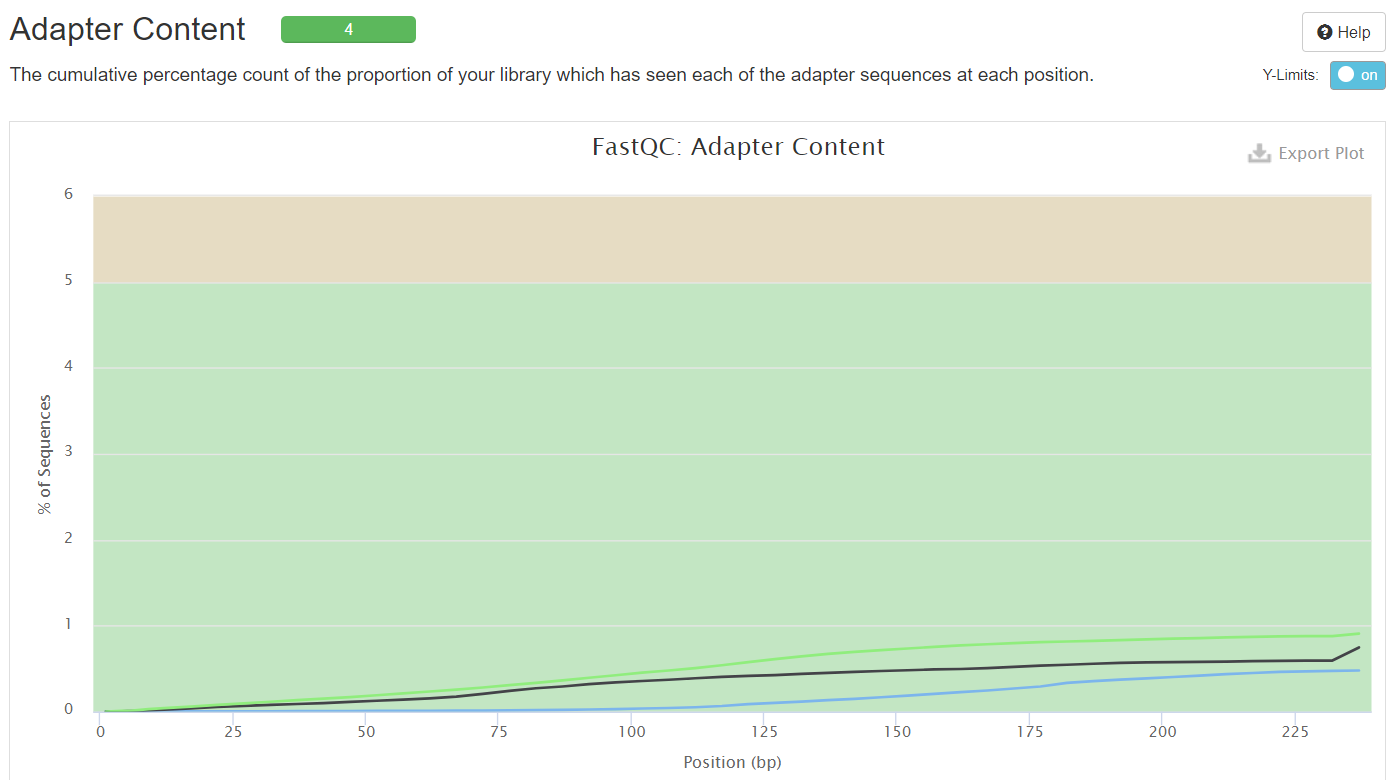 Adapter Content
4
Help
The cumulative percentage count of the proportion of your library which has seen each of the adapter sequences at each position.
Y-Limits:
on
FastQC: Adapter Content
Export Plot
6
5
4
3
2
1
0
% of Sequences
0 25 50 75 100 125 150 175 200 225
Position (bp)